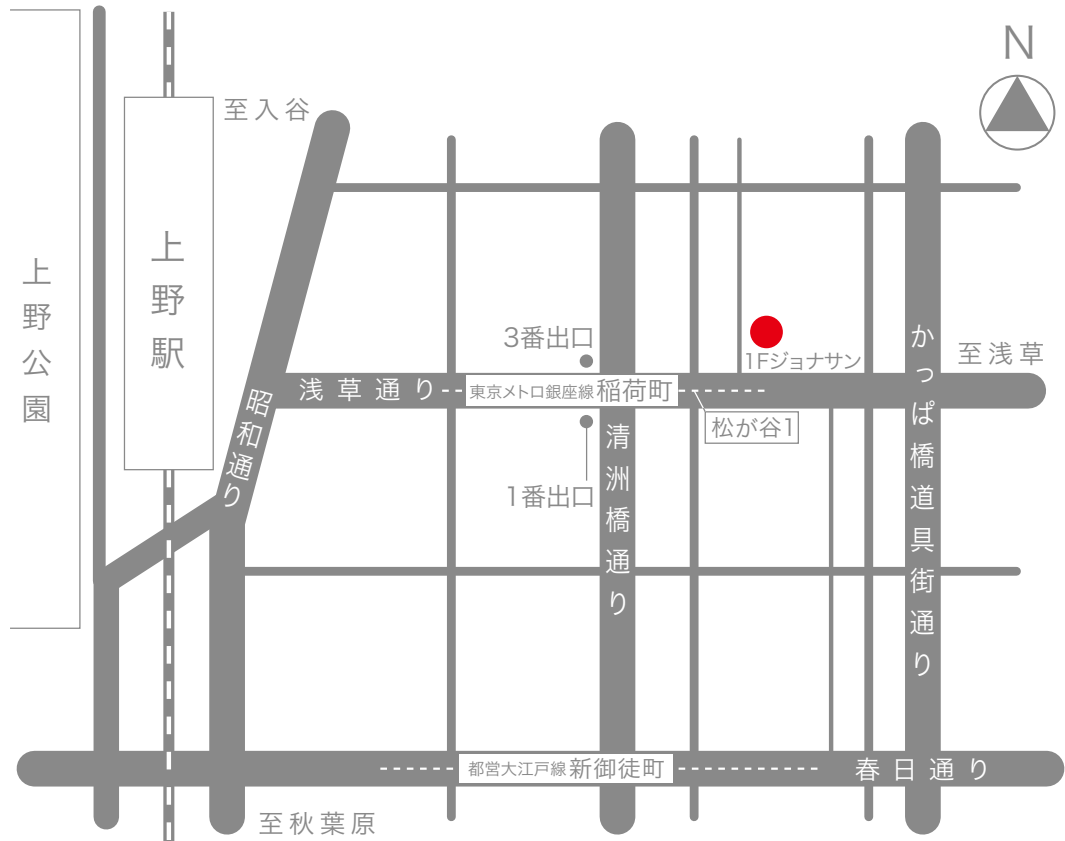 N
至入谷
上野駅
上野公園
3番出口
1Fジョナサン
かっぱ橋道具街通り
至浅草
昭和通り
浅草通り
東京メトロ銀座線稲荷町
松が谷1
清洲橋通り
1番出口
都営大江戸線新御徒町
春日通り
至秋葉原